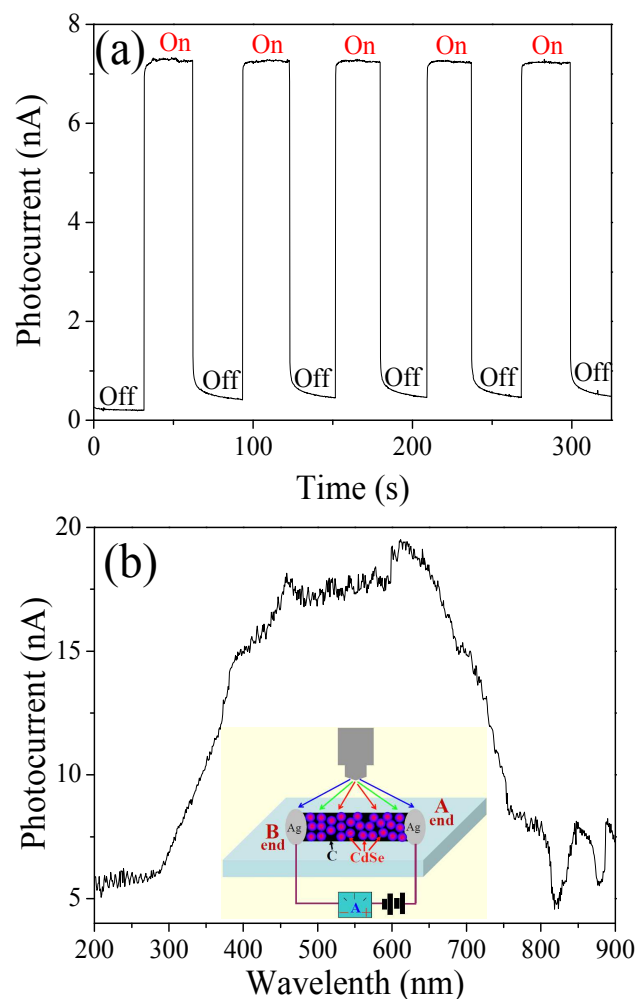 (a)
On On On On On
Off Off Off Off Off Off
8
6
4
2
0
Photocurrent (nA)
0 100 200 300
Time (s)
(b)
20
15
10
5
Photocurrent (nA)
A
end
B
end
Ag
Ag
C
CdSe
− A +
200 300 400 500 600 700 800 900
Wavelenth (nm)